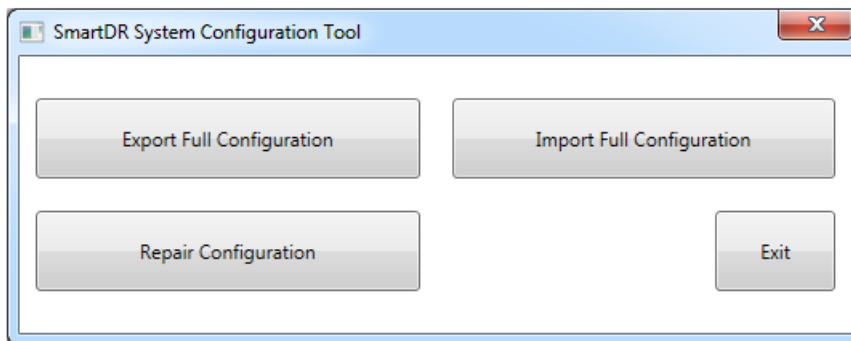 SmartDR System Configuration Tool
Export Full Configuration
Import Full Configuration
Repair Configuration
Exit